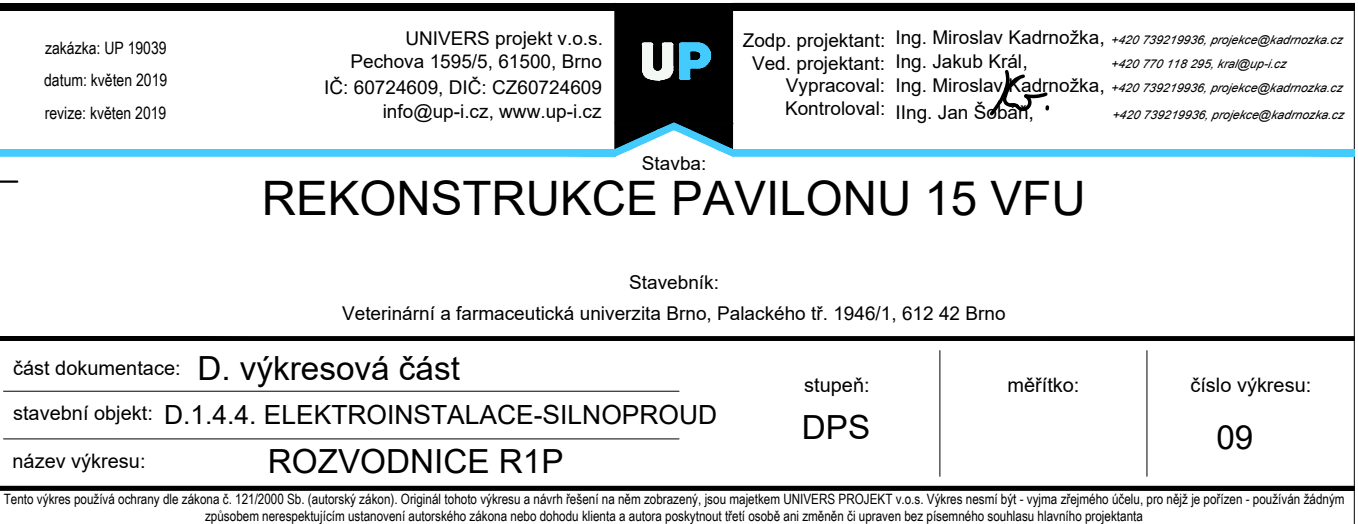 zakázka: UP 19039
datum: květen 2019
revize: květen 2019
UNIVERS projekt v.o.s.
Pechova 1595/5, 61500, Brno
IČ: 60724609, DIČ: CZ60724609
info@up-i.cz, www.up-i.cz
UP
Zodp. projektant: Ing. Miroslav Kadrnožka, +420 739219936, projekce@kadrnozka.cz
Ved. projektant: Ing. Jakub Král, +420 770 118 295, kral@up-i.cz
Vypracoval: Ing. Miroslav Kadrnožka, +420 739219936, projekce@kadrnozka.cz
Kontroloval: IIng. Jan Šobáň, +420 739219936, projekce@kadrnozka.cz
Stavba:
REKONSTRUKCE PAVILONU 15 VFU
Stavebník:
Veterinární a farmaceutická univerzita Brno, Palackého tř. 1946/1, 612 42 Brno
část dokumentace: D. výkresová část
stavební objekt: D.1.4.4. ELEKTROINSTALACE-SILNOPROUD
název výkresu: ROZVODNICE R1P
stupeň:
DPS
měřítko:
číslo výkresu:
09
Tento výkres používá ochrany dle zákona č. 121/2000 Sb. (autorský zákon). Originál tohoto výkresu a návrh řešení na něm zobrazený, jsou majetkem UNIVERS PROJEKT v.o.s. Výkres nesmí být - vyjma zřejmého účelu, pro nějž je pořízen - používán žádným
způsobem nerespektujícím ustanovení autorského zákona nebo dohodu klienta a autora poskytnout třetí osobě ani změněn či upraven bez písemného souhlasu hlavního projektanta